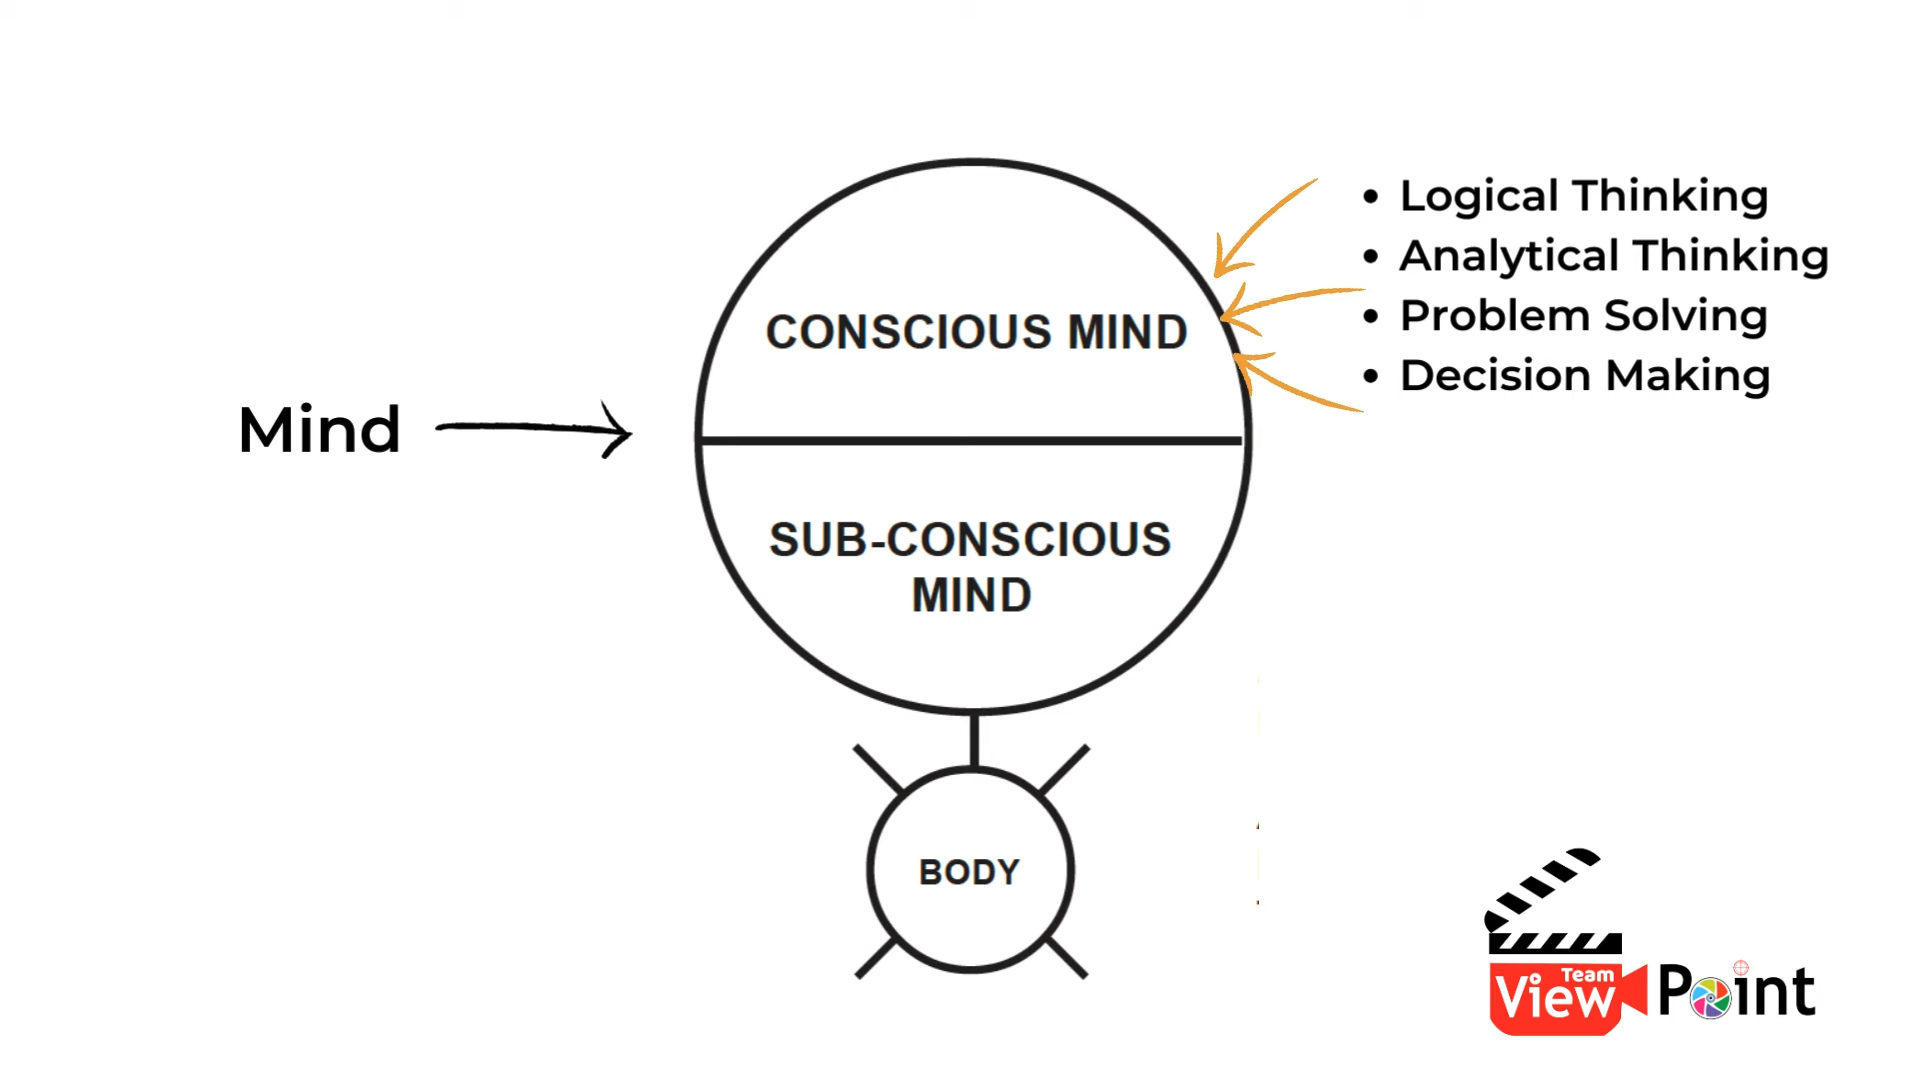 • Logical Thinking
• Analytical Thinking
• Problem Solving
• Decision Making
CONSCIOUS MIND
Mind
SUB-CONSCIOUS
MIND
BODY
Team
View Point